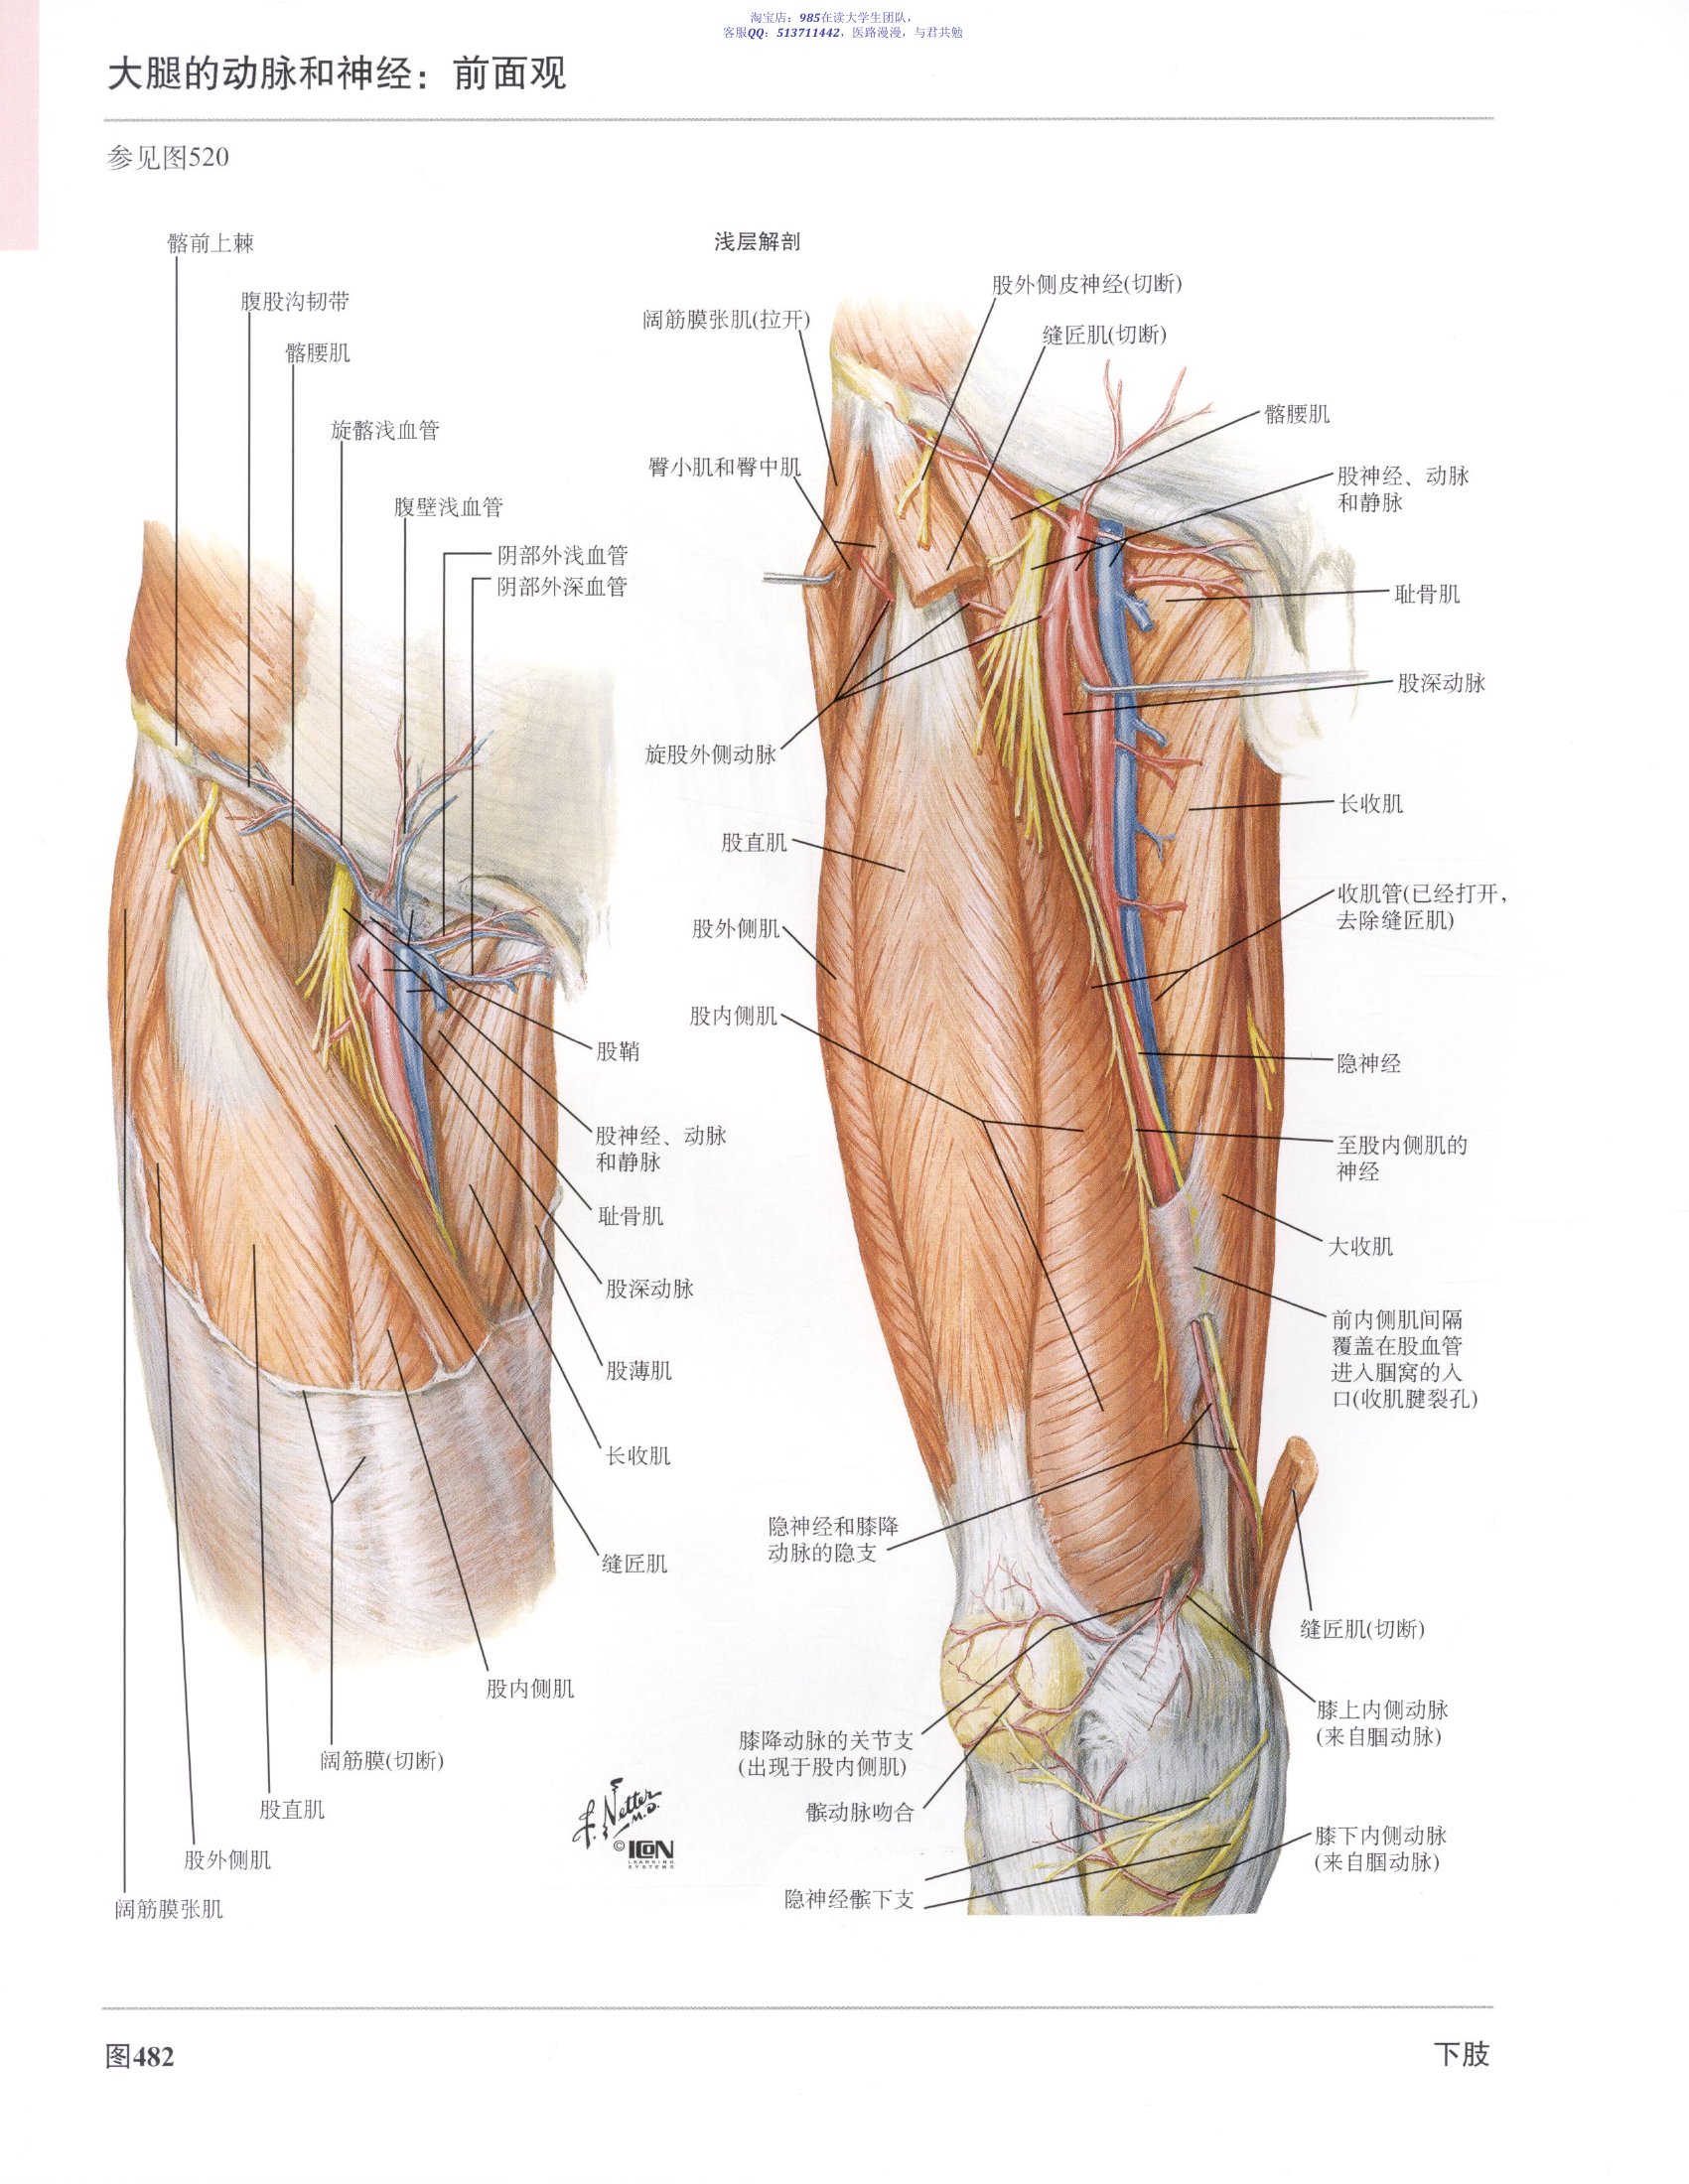 淘宝店：985在读大学生团队，
客服QQ：513711442，医路漫漫，与君共勉
大腿的动脉和神经：前面观
参见图520
髂前上棘
腹股沟韧带
髂腰肌
旋髂浅血管
腹壁浅血管
阴部外浅血管
阴部外深血管
股鞘
股神经、动脉
和静脉
耻骨肌
股深动脉
股薄肌
长收肌
缝匠肌
股内侧肌
阔筋膜(切断)
股直肌
股外侧肌
阔筋膜张肌
浅层解剖
股外侧皮神经(切断)
阔筋膜张肌(拉开)
缝匠肌(切断)
髂腰肌
臀小肌和臀中肌
股神经、动脉
和静脉
耻骨肌
股深动脉
旋股外侧动脉
长收肌
股直肌
收肌管(已经打开，
去除缝匠肌)
股外侧肌
股内侧肌
隐神经
至股内侧肌的
神经
大收肌
前内侧肌间隔
覆盖在股血管
进入腘窝的入
口(收肌腱裂孔)
隐神经和膝降
动脉的隐支
缝匠肌(切断)
膝上内侧动脉
(来自腘动脉)
膝降动脉的关节支
(出现于股内侧肌)
髌动脉吻合
膝下内侧动脉
(来自腘动脉)
隐神经髌下支
F. Netter
M.D.
© ICON
LEARNING
SYSTEMS
图482
下肢